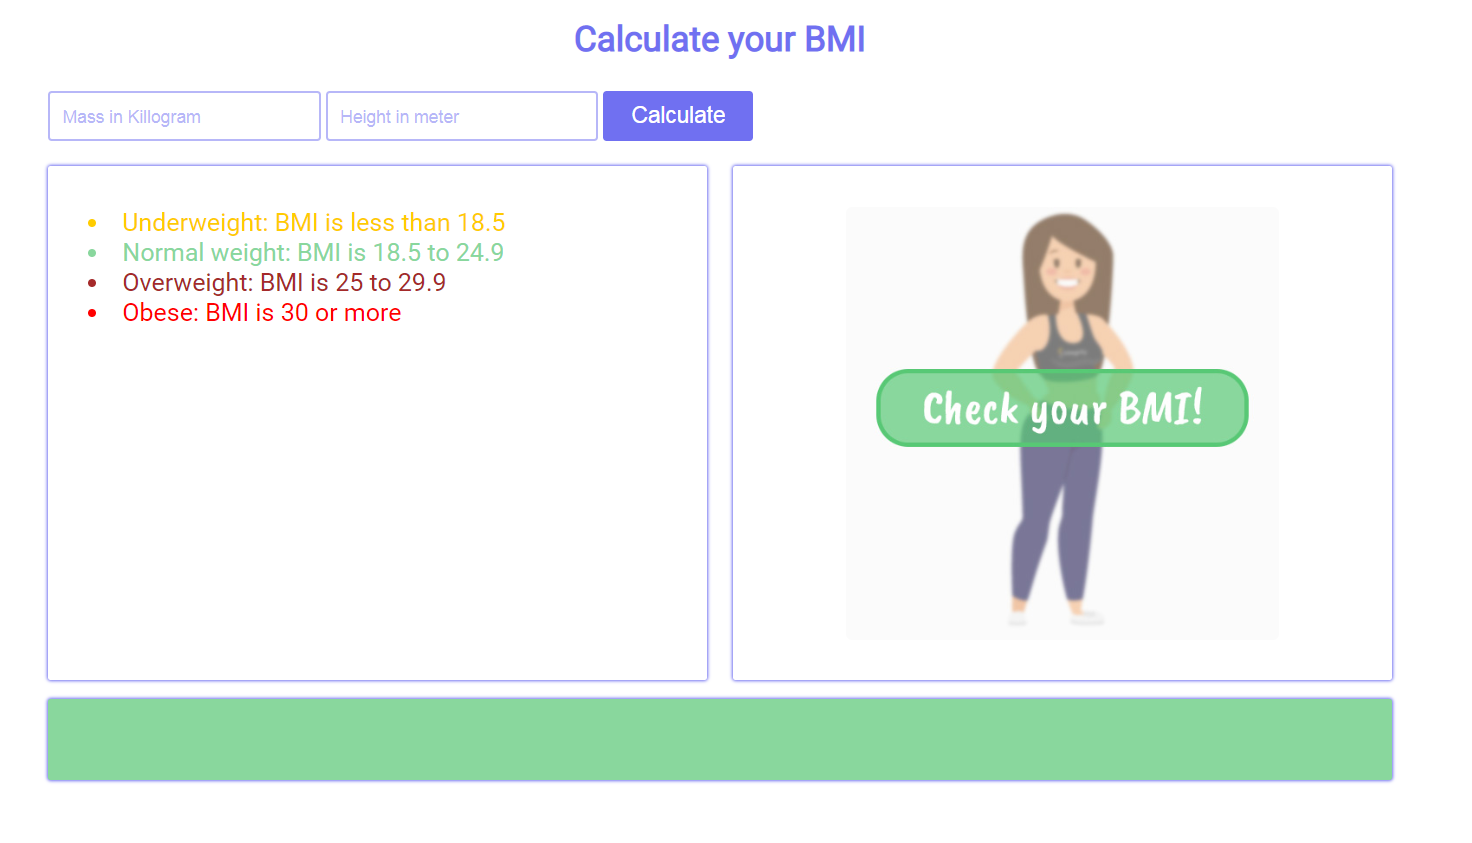 Calculate your BMI
Mass in Killogram
Height in meter
Calculate
Underweight: BMI is less than 18.5
Normal weight: BMI is 18.5 to 24.9
Overweight: BMI is 25 to 29.9
Obese: BMI is 30 or more
Check your BMI!